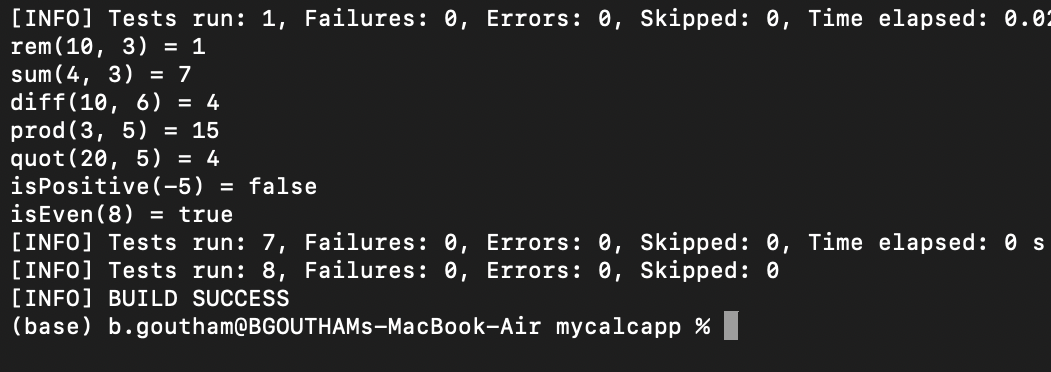 [INFO] Tests run: 1, Failures: 0, Errors: 0, Skipped: 0, Time elapsed: 0.02
rem(10, 3) = 1
sum(4, 3) = 7
diff(10, 6) = 4
prod(3, 5) = 15
quot(20, 5) = 4
isPositive(-5) = false
isEven(8) = true
[INFO] Tests run: 7, Failures: 0, Errors: 0, Skipped: 0, Time elapsed: 0 s
[INFO] Tests run: 8, Failures: 0, Errors: 0, Skipped: 0
[INFO] BUILD SUCCESS
(base) b.goutham@BGOUTHAMs-MacBook-Air mycalcapp %